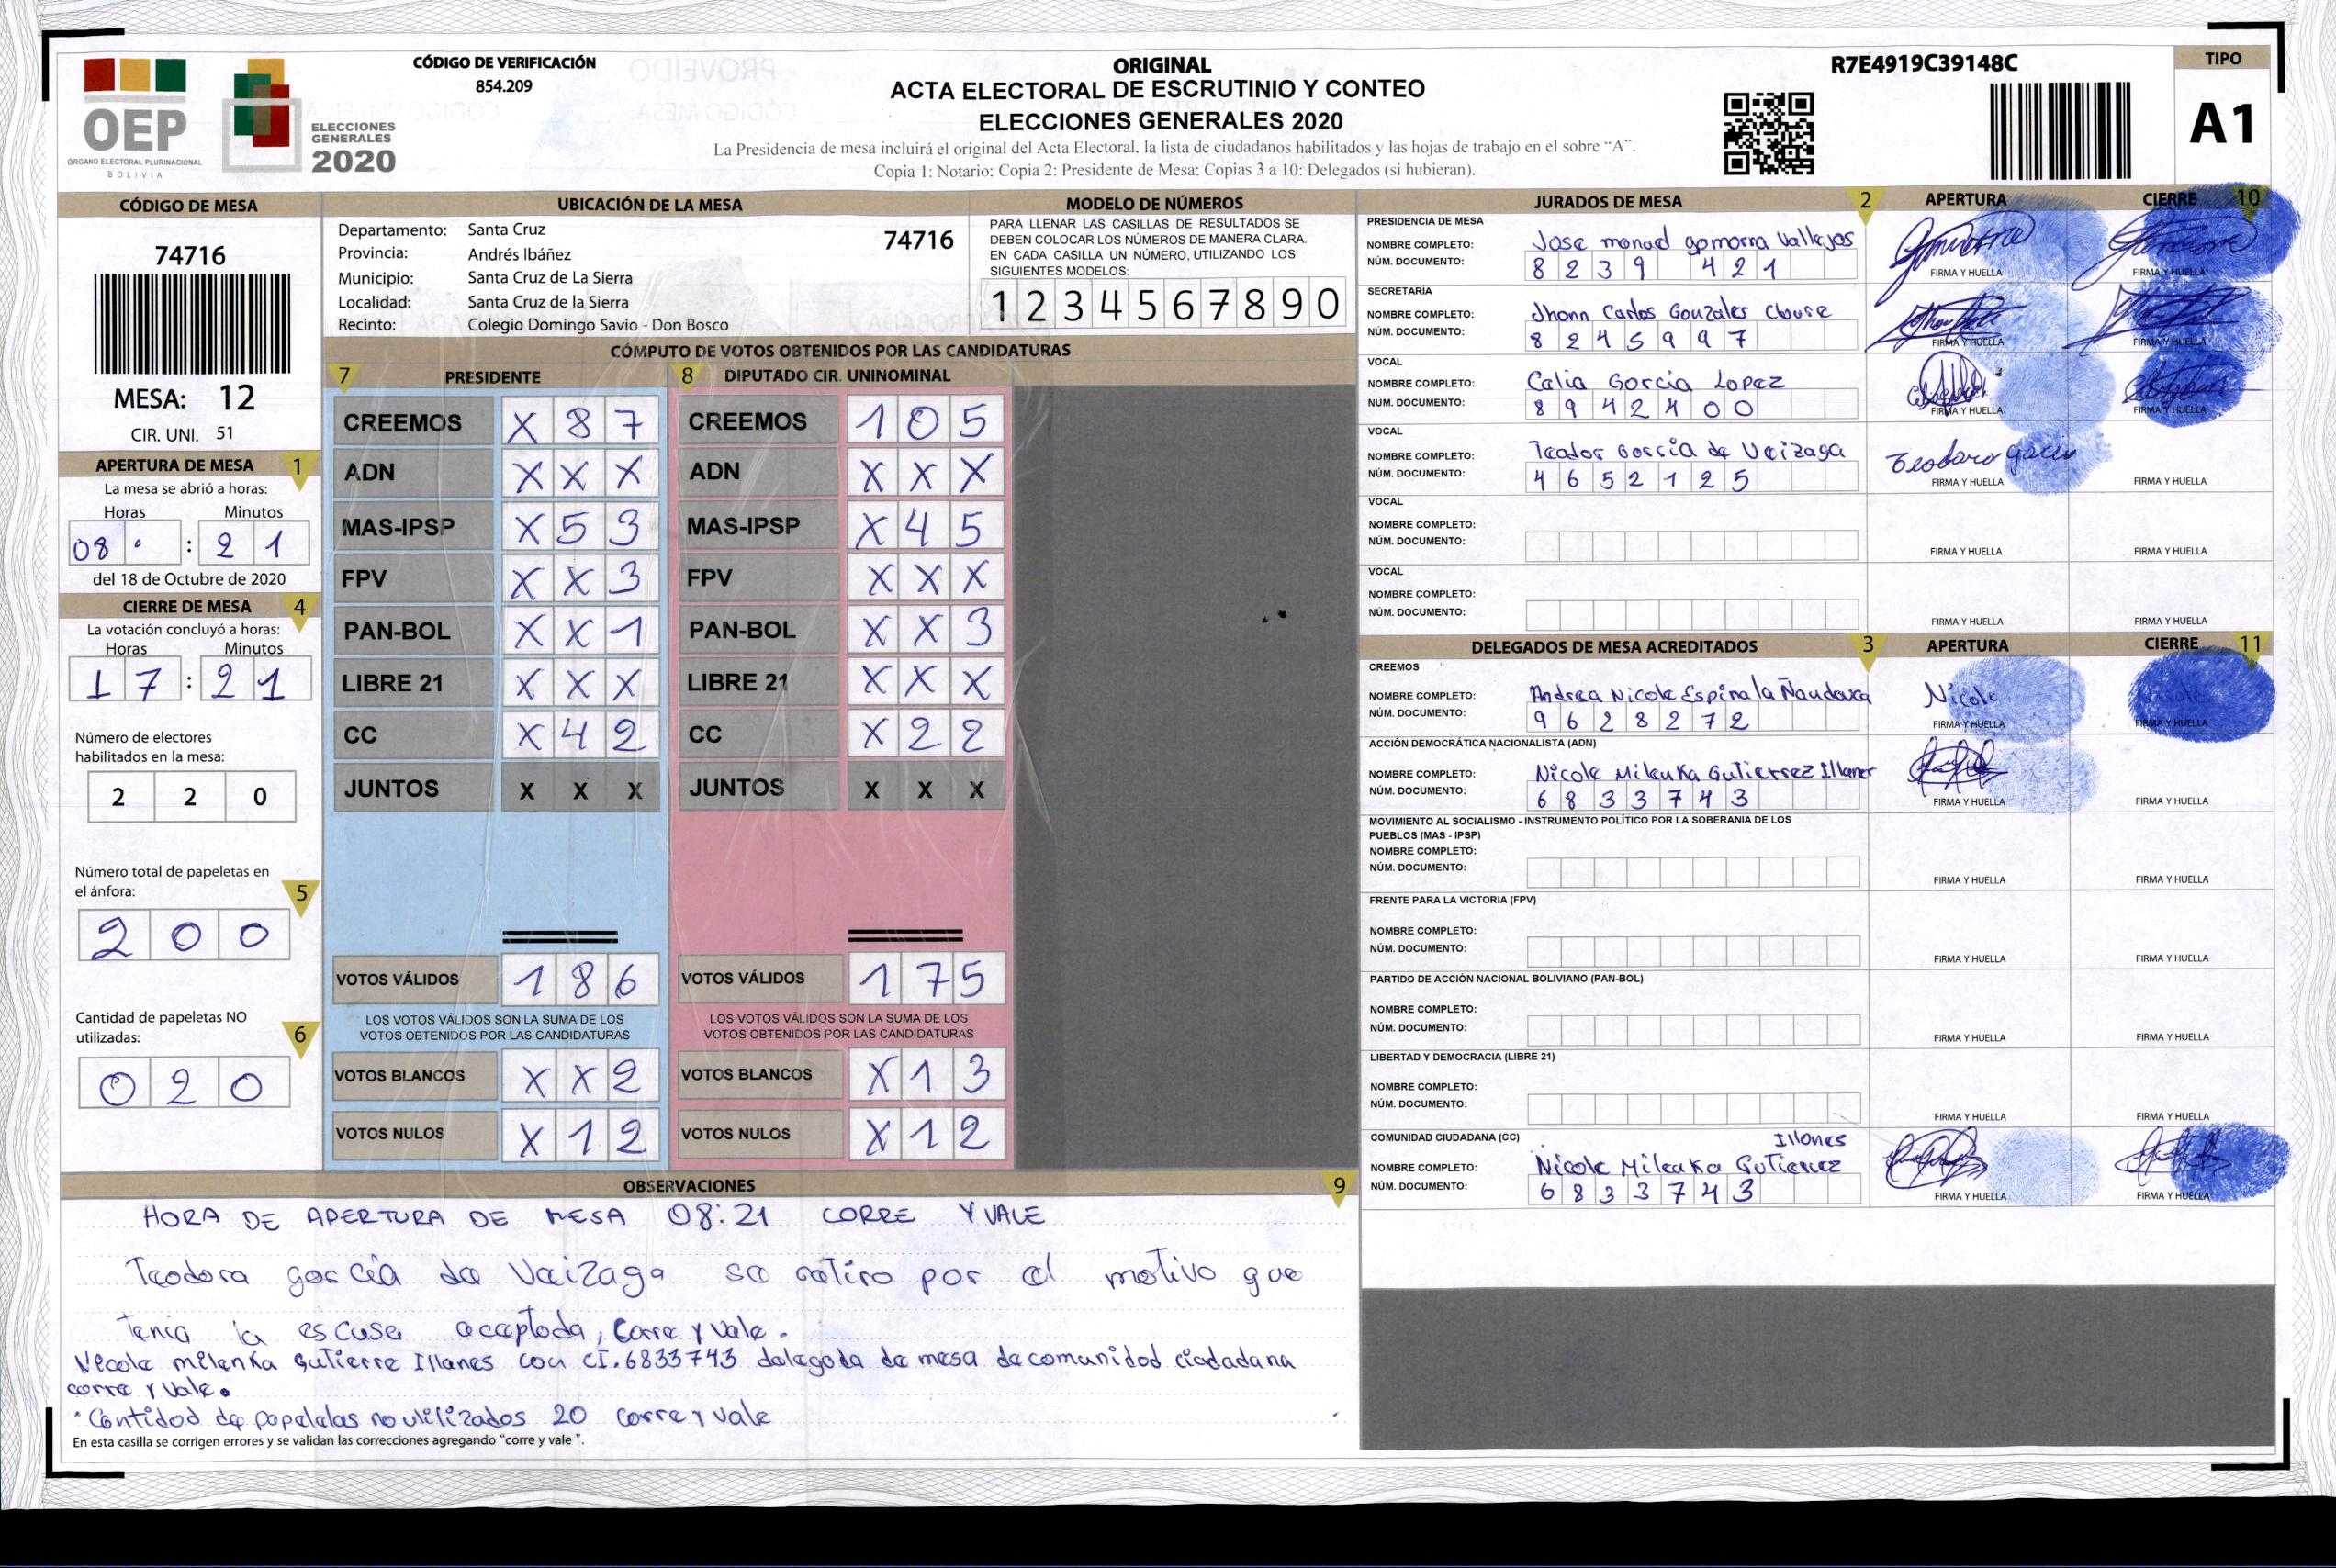 CÓDIGO DE VERIFICACIÓN
854.209
ORIGINAL
ACTA ELECTORAL DE ESCRUTINIO Y CONTEO
ELECCIONES GENERALES 2020
La Presidencia de mesa incluirá el original del Acta Electoral, la lista de ciudadanos habilitados y las hojas de trabajo en el sobre “A”.
Copia 1: Notario; Copia 2: Presidente de Mesa; Copias 3 a 10: Delegados (si hubieran).
R7E4919C39148C
TIPO
A1
OEP
ÓRGANO ELECTORAL PLURINACIONAL
BOLIVIA
ELECCIONES
GENERALES
2020
CÓDIGO DE MESA
74716
MESA: 12
CIR. UNI. 51
APERTURA DE MESA 1
La mesa se abrió a horas:
Horas Minutos
08 : 2 1
del 18 de Octubre de 2020
CIERRE DE MESA 4
La votación concluyó a horas:
Horas Minutos
1 7 : 2 1
Número de electores
habilitados en la mesa:
2 2 0
Número total de papeletas en
el ánfora: 5
2 0 0
Cantidad de papeletas NO
utilizadas: 6
0 2 0
UBICACIÓN DE LA MESA
Departamento: Santa Cruz 74716
Provincia: Andrés Ibáñez
Municipio: Santa Cruz de La Sierra
Localidad: Santa Cruz de la Sierra
Recinto: Colegio Domingo Savio - Don Bosco
MODELO DE NÚMEROS
PARA LLENAR LAS CASILLAS DE RESULTADOS SE
DEBEN COLOCAR LOS NÚMEROS DE MANERA CLARA.
EN CADA CASILLA UN NÚMERO, UTILIZANDO LOS
SIGUIENTES MODELOS:
1 2 3 4 5 6 7 8 9 0
CÓMPUTO DE VOTOS OBTENIDOS POR LAS CANDIDATURAS
7 PRESIDENTE
CREEMOS X 8 7
ADN X X X
MAS-IPSP X 5 3
FPV X X 3
PAN-BOL X X 1
LIBRE 21 X X X
CC X 4 2
JUNTOS X X X
VOTOS VÁLIDOS 1 8 6
LOS VOTOS VÁLIDOS SON LA SUMA DE LOS
VOTOS OBTENIDOS POR LAS CANDIDATURAS
VOTOS BLANCOS X X 2
VOTOS NULOS X 1 2
8 DIPUTADO CIR. UNINOMINAL
CREEMOS 1 0 5
ADN X X X
MAS-IPSP X 4 5
FPV X X X
PAN-BOL X X 3
LIBRE 21 X X X
CC X 2 2
JUNTOS X X X
VOTOS VÁLIDOS 1 7 5
LOS VOTOS VÁLIDOS SON LA SUMA DE LOS
VOTOS OBTENIDOS POR LAS CANDIDATURAS
VOTOS BLANCOS X 1 3
VOTOS NULOS X 1 2
OBSERVACIONES 9
HORA DE APERTURA DE MESA 08:21 CORRE Y VALE
Teodora garcia de Vaizaga se retiro por el motivo que
tenia la escusa aceptada, Corre y Vale.
Nicole milenka Gutierre Illanes con CI.6833743 delegada de mesa de comunidad ciudadana
corre y Vale.
* Cantidad de papeletas no utilizados 20 corre y vale
En esta casilla se corrigen errores y se validan las correcciones agregando “corre y vale ”.
JURADOS DE MESA 2 APERTURA CIERRE 10
PRESIDENCIA DE MESA
NOMBRE COMPLETO: Jose manuel gamorra Vallejos
NÚM. DOCUMENTO: 8 2 3 9 4 2 1
FIRMA Y HUELLA FIRMA Y HUELLA
SECRETARÍA
NOMBRE COMPLETO: Jhonn Carlos Gonzales Cloure
NÚM. DOCUMENTO: 8 2 4 5 9 9 7
FIRMA Y HUELLA FIRMA Y HUELLA
VOCAL
NOMBRE COMPLETO: Calia Garcia Lopez
NÚM. DOCUMENTO: 8 9 4 2 4 0 0
FIRMA Y HUELLA FIRMA Y HUELLA
VOCAL
NOMBRE COMPLETO: Teodor Garcia de Vaizaga
NÚM. DOCUMENTO: 4 6 5 2 1 2 5
Teodora garcia
FIRMA Y HUELLA FIRMA Y HUELLA
VOCAL
NOMBRE COMPLETO:
NÚM. DOCUMENTO:
FIRMA Y HUELLA FIRMA Y HUELLA
VOCAL
NOMBRE COMPLETO:
NÚM. DOCUMENTO:
FIRMA Y HUELLA FIRMA Y HUELLA
DELEGADOS DE MESA ACREDITADOS 3 APERTURA CIERRE 11
CREEMOS
NOMBRE COMPLETO: Andrea Nicole Espinola
NÚM. DOCUMENTO: 9 6 2 8 2 7 2
Nicole
FIRMA Y HUELLA FIRMA Y HUELLA
ACCIÓN DEMOCRÁTICA NACIONALISTA (ADN)
NOMBRE COMPLETO: Nicole Milenka Gutierrez Illanes
NÚM. DOCUMENTO: 6 8 3 3 7 4 3
FIRMA Y HUELLA FIRMA Y HUELLA
MOVIMIENTO AL SOCIALISMO - INSTRUMENTO POLÍTICO POR LA SOBERANIA DE LOS
PUEBLOS (MAS - IPSP)
NOMBRE COMPLETO:
NÚM. DOCUMENTO:
FIRMA Y HUELLA FIRMA Y HUELLA
FRENTE PARA LA VICTORIA (FPV)
NOMBRE COMPLETO:
NÚM. DOCUMENTO:
FIRMA Y HUELLA FIRMA Y HUELLA
PARTIDO DE ACCIÓN NACIONAL BOLIVIANO (PAN-BOL)
NOMBRE COMPLETO:
NÚM. DOCUMENTO:
FIRMA Y HUELLA FIRMA Y HUELLA
LIBERTAD Y DEMOCRACIA (LIBRE 21)
NOMBRE COMPLETO:
NÚM. DOCUMENTO:
FIRMA Y HUELLA FIRMA Y HUELLA
COMUNIDAD CIUDADANA (CC) Illanes
NOMBRE COMPLETO: Nicole Milenka Gutierrez
NÚM. DOCUMENTO: 6 8 3 3 7 4 3
FIRMA Y HUELLA FIRMA Y HUELLA